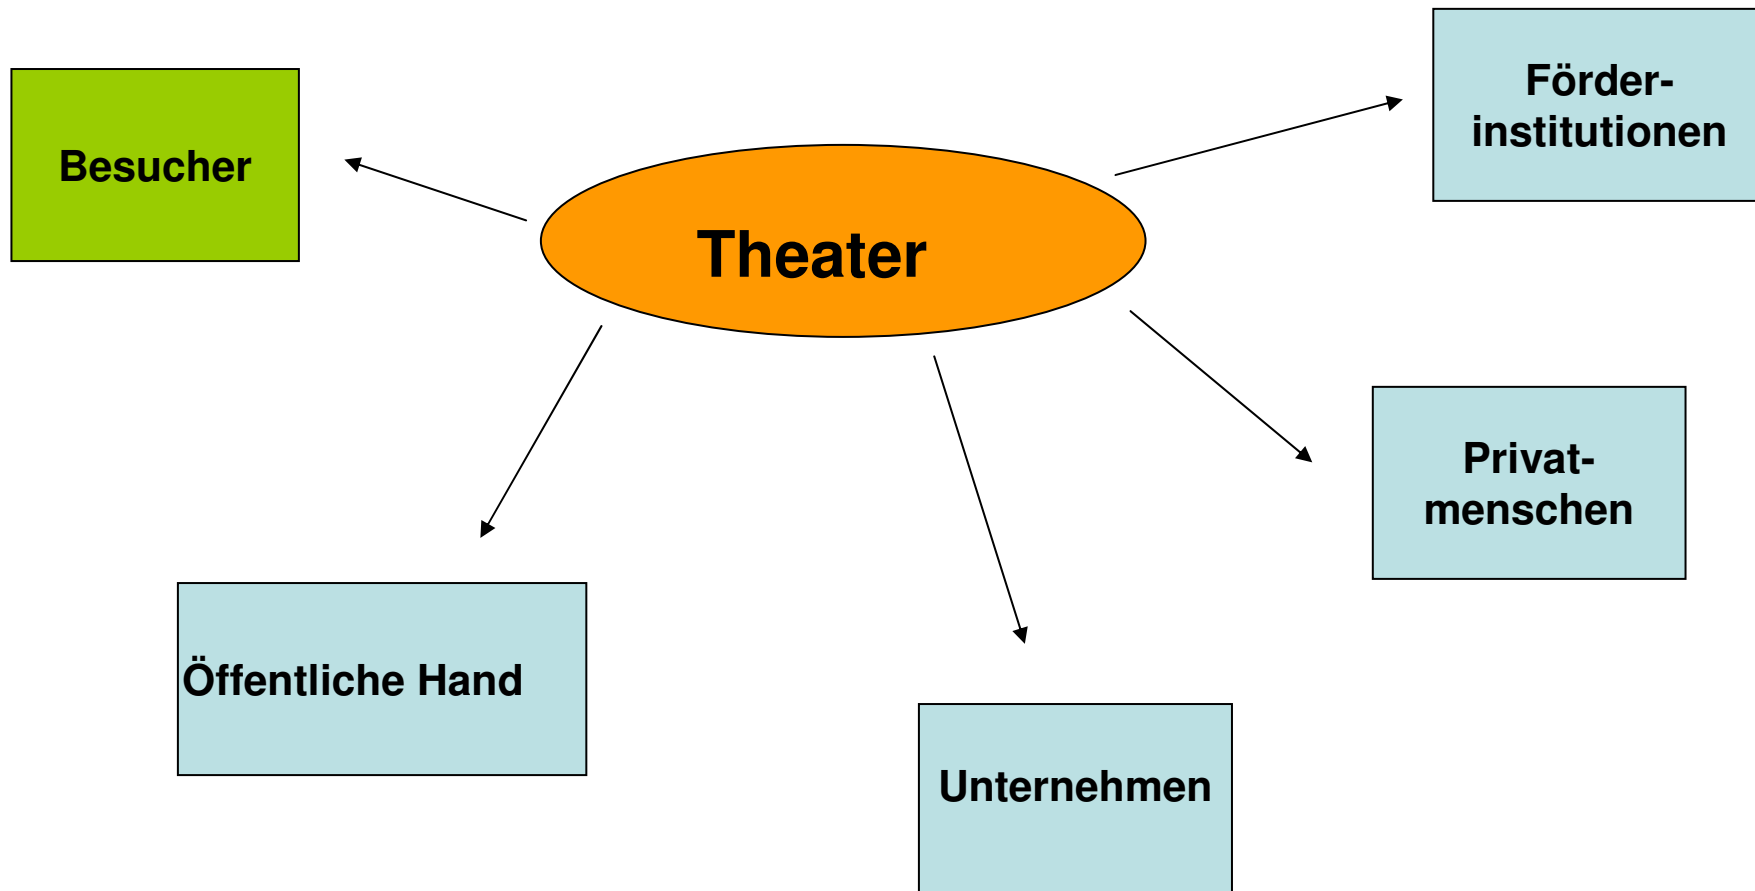 Förder-
institutionen
Besucher
Theater
Privat-
menschen
Öffentliche Hand
Unternehmen